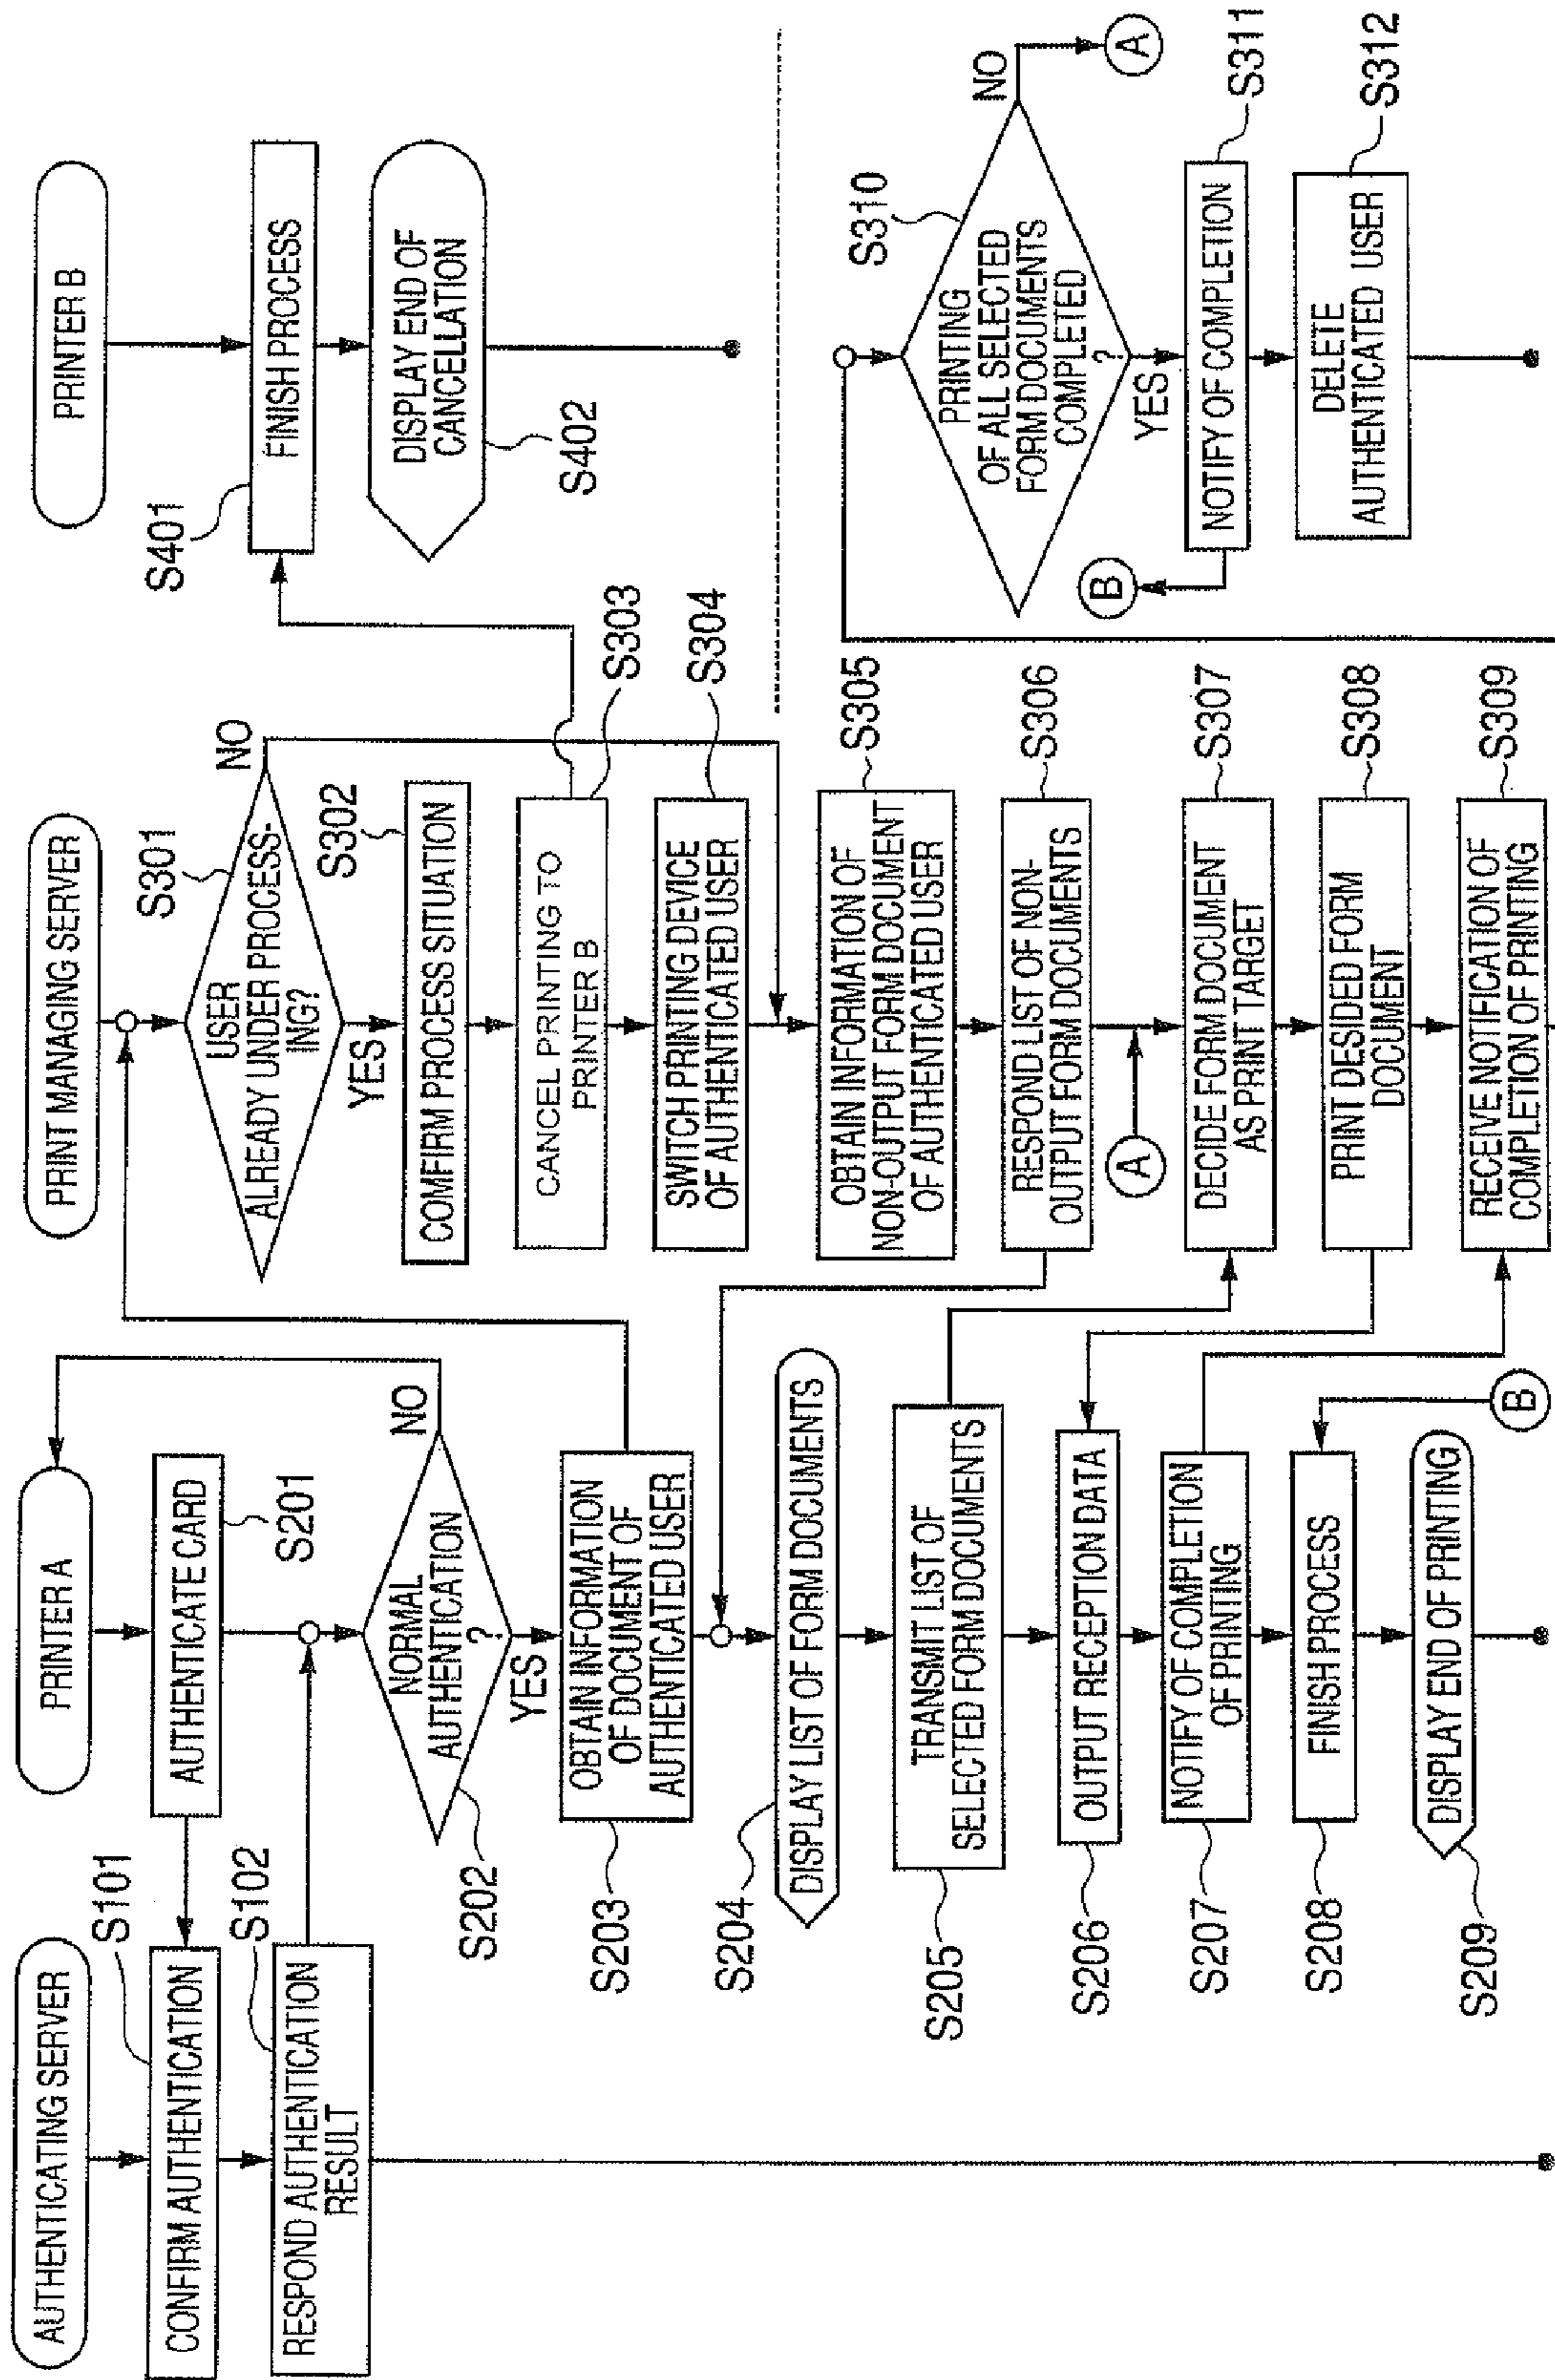 AUTHENTICATING SERVER
S101
CONFIRM AUTHENTICATION
S102
RESPOND AUTHENTICATION
RESULT
PRINTER A
AUTHENTICATE CARD
S201
NORMAL
AUTHENTICATION
?
NO
YES
S202
OBTAIN INFORMATION
OF DOCUMENT OF
AUTHENTICATED USER
S203
DISPLAY LIST OF FORM DOCUMENTS
S204
TRANSMIT LIST OF
SELECTED FORM DOCUMENTS
S205
OUTPUT RECEPTION DATA
S206
NOTIFY OF COMPLETION
OF PRINTING
S207
FINISH PROCESS
S208
B
DISPLAY END OF PRINTING
S209
PRINT MANAGING SERVER
USER
ALREADY UNDER PROCESS-
ING?
S301
NO
YES
S302
COMFIRM PROCESS SITUATION
CANCEL PRINTING TO
PRINTER B
S303
SWITCH PRINTING DEVICE
OF AUTHENTICATED USER
S304
OBTAIN INFORMATION OF
NON-OUTPUT FORM DOCUMENT
OF AUTHENTICATED USER
S305
RESPOND LIST OF NON-
OUTPUT FORM DOCUMENTS
S306
A
DECIDE FORM DOCUMENT
AS PRINT TARGET
S307
PRINT DESIDED FORM
DOCUMENT
S308
RECEIVE NOTIFICATION OF
COMPLETION OF PRINTING
S309
PRINTER B
S401
FINISH PROCESS
DISPLAY END OF
CANCELLATION
S402
S310
PRINTING
OF ALL SELECTED
FORM DOCUMENTS
COMPLETED
?
NO
A
YES
NOTIFY OF COMPLETION
S311
B
DELETE
AUTHENTICATED USER
S312